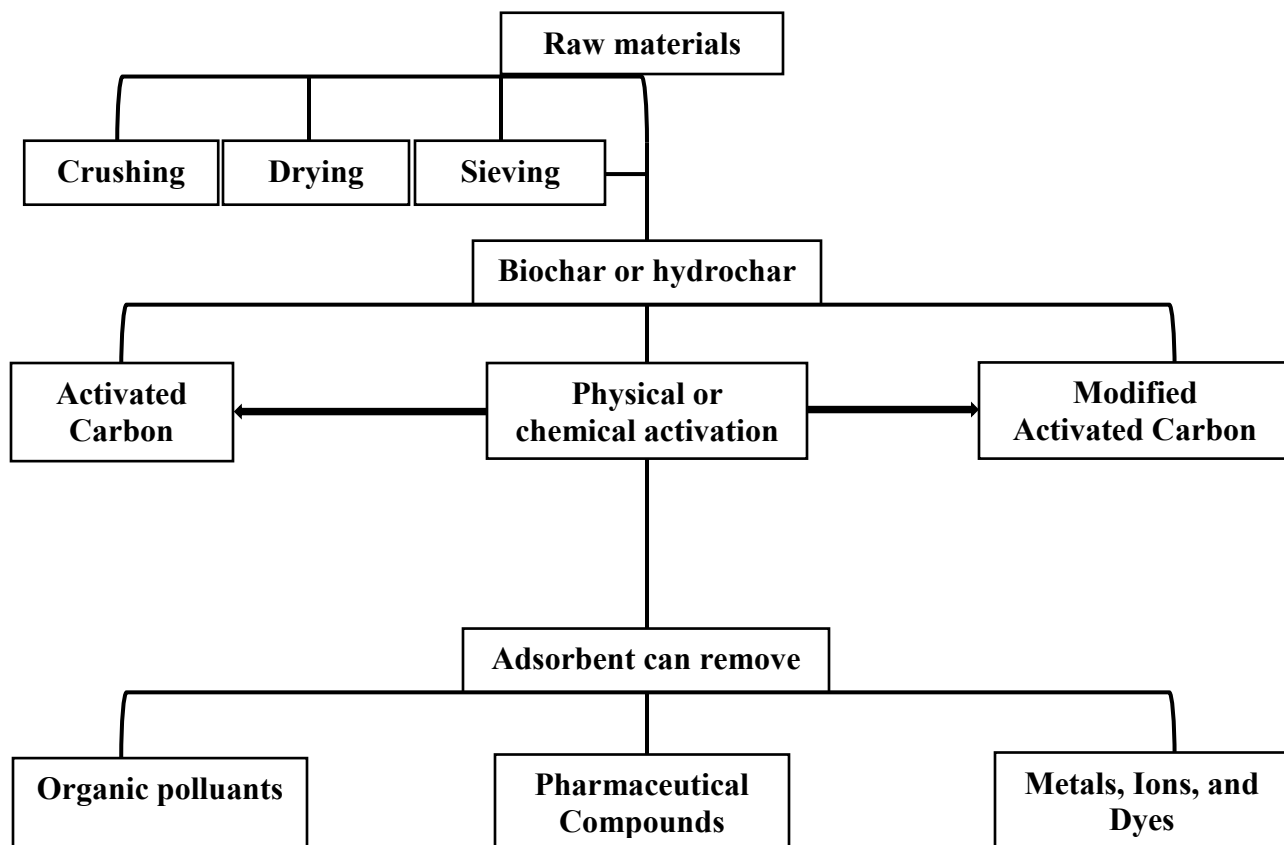 Raw materials
Crushing
Drying
Sieving
Biochar or hydrochar
Activated
Carbon
Physical or
chemical activation
Modified
Activated Carbon
Adsorbent can remove
Organic polluants
Pharmaceutical
Compounds
Metals, Ions, and
Dyes